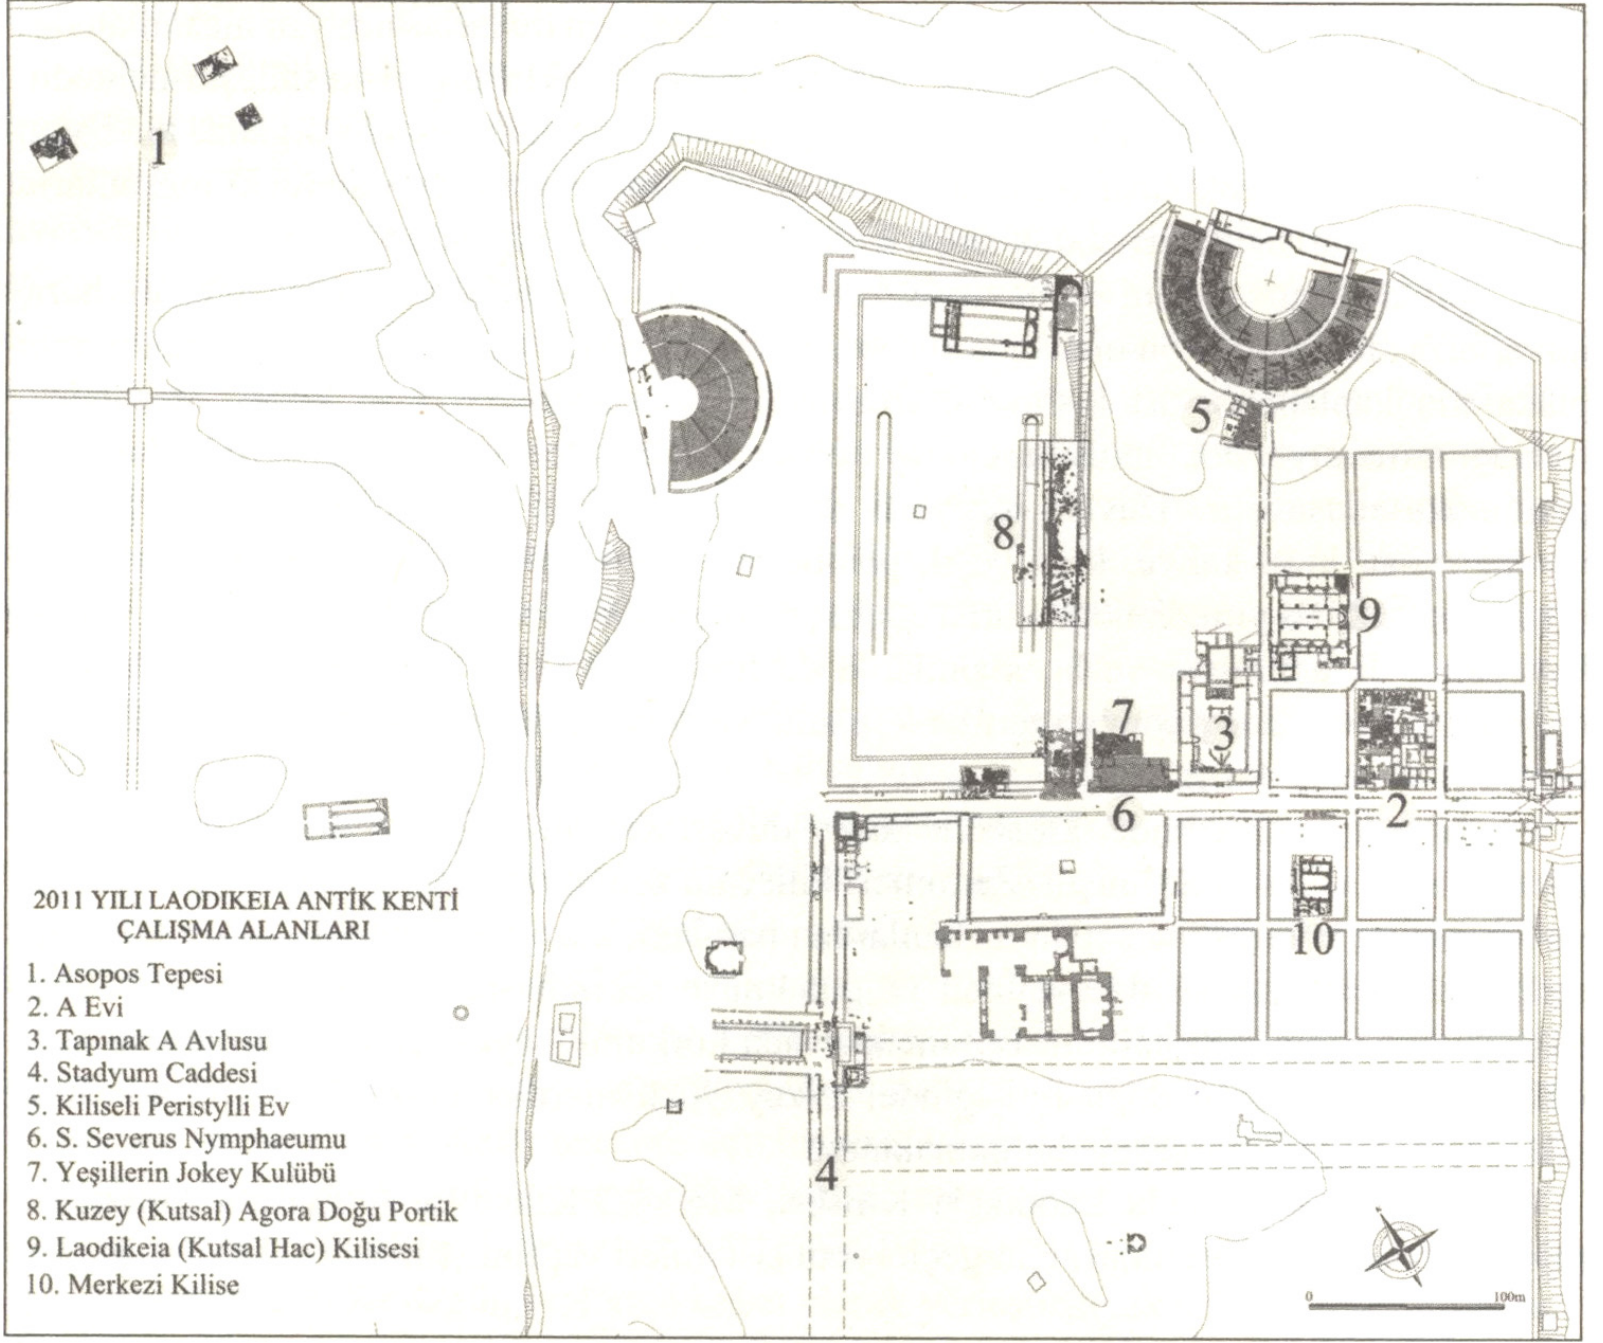 1
5
8
9
7
3
6
2
10
4
2011 YILI LAODIKEIA ANTİK KENTİ
ÇALIŞMA ALANLARI
1. Asopos Tepesi
2. A Evi
3. Tapınak A Avlusu
4. Stadyum Caddesi
5. Kiliseli Peristylli Ev
6. S. Severus Nymphaeumu
7. Yeşillerin Jokey Kulübü
8. Kuzey (Kutsal) Agora Doğu Portik
9. Laodikeia (Kutsal Hac) Kilisesi
10. Merkezi Kilise
0 100m